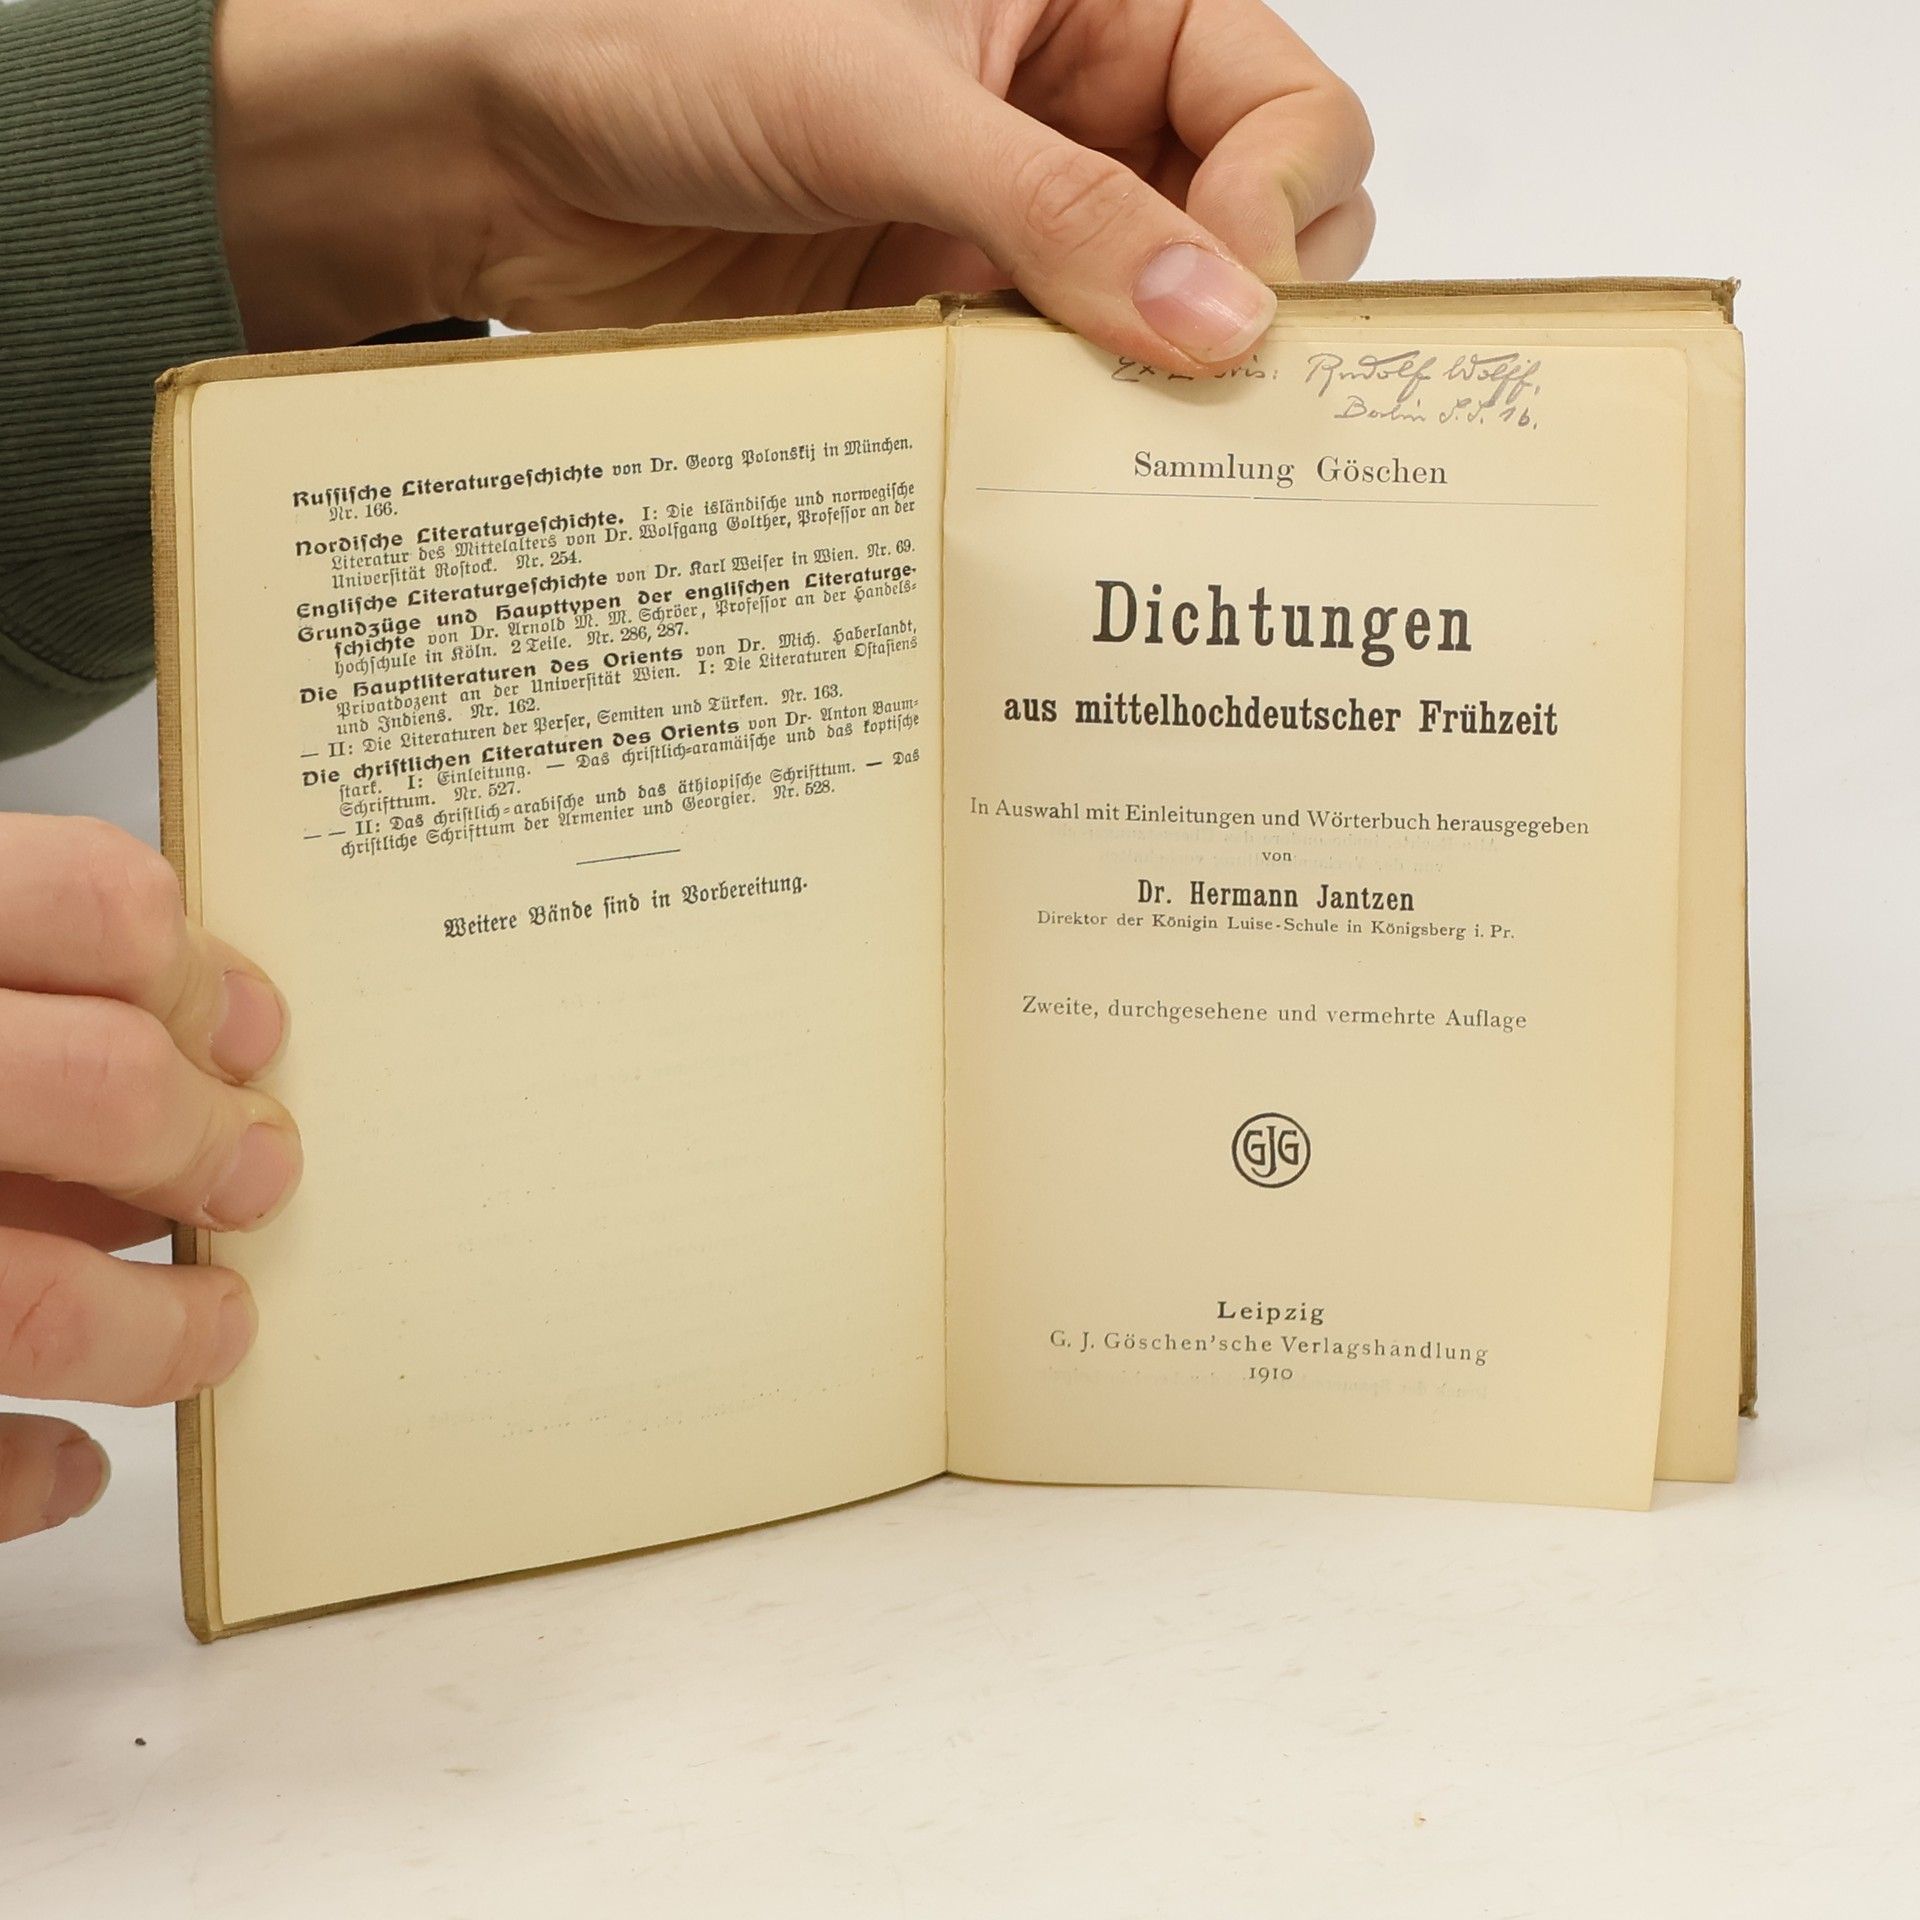 Russische Literaturgeschichte von Dr. Georg Polonskij in München.
Nr. 166.
Nordische Literaturgeschichte. I: Die isländische und norwegische
Literatur des Mittelalters von Dr. Wolfgang Golther, Professor an der
Universität Rostock. Nr. 254.
Englische Literaturgeschichte von Dr. Karl Weiser in Wien. Nr. 69.
Grundzüge und Haupttypen der englischen Literaturge-
schichte von Dr. Arnold M. M. Schröer, Professor an der Handels-
hochschule in Köln. 2 Teile. Nr. 286, 287.
Die Hauptliteraturen des Orients von Dr. Mich. Haberlandt,
Privatdozent an der Universität Wien. I: Die Literaturen Ostasiens
und Indiens. Nr. 162.
— II: Die Literaturen der Perser, Semiten und Türken. Nr. 163.
Die christlichen Literaturen des Orients von Dr. Anton Baum-
stark. I: Einleitung. — Das christlich-aramäische und das koptische
Schrifttum. Nr. 527.
— — II: Das christlich-arabische und das äthiopische Schrifttum. — Das
christliche Schrifttum der Armenier und Georgier. Nr. 528.
Weitere Bände sind in Vorbereitung.
Ex Rudolf Wolff,
Berlin S.S. 16.
Sammlung Göschen
Dichtungen
aus mittelhochdeutscher Frühzeit
In Auswahl mit Einleitungen und Wörterbuch herausgegeben
von
Dr. Hermann Jantzen
Direktor der Königin Luise-Schule in Königsberg i. Pr.
Zweite, durchgesehene und vermehrte Auflage
GJG
Leipzig
G. J. Göschen'sche Verlagshandlung
1910